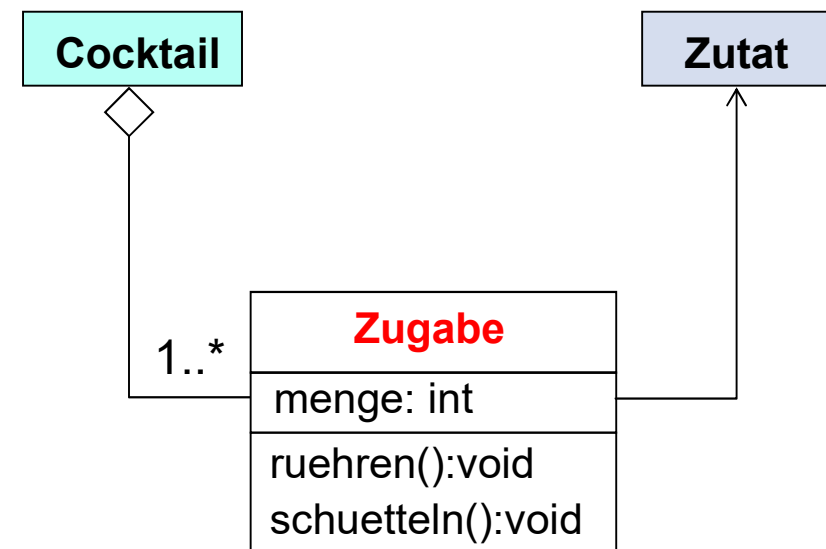 Cocktail
Zutat
Zugabe
1..*
menge: int
ruehren():void
schuetteln():void